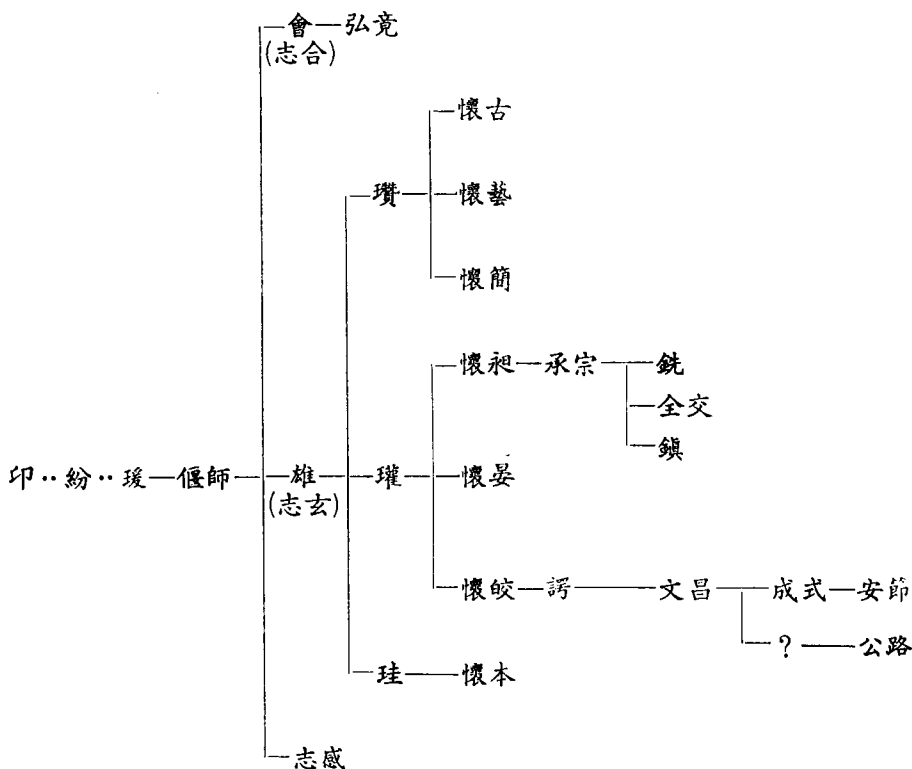 會—弘竟
(志合)
懷古
瓚
懷藝
懷簡
懷昶—承宗
銑
全交
鎮
卬‥紛‥瑗—偃師
雄
(志玄)
瓘
懷晏
懷皎—諤
文昌
成式—安節
?——公路
珪——懷本
志感